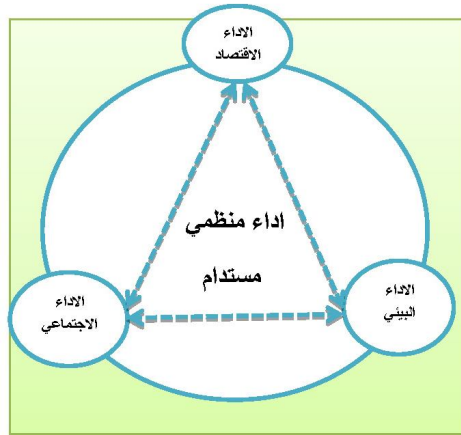 الاداء
الاقتصاد
اداء منظمي
مستدام
الاداء
البيئي
الاداء
الاجتماعي